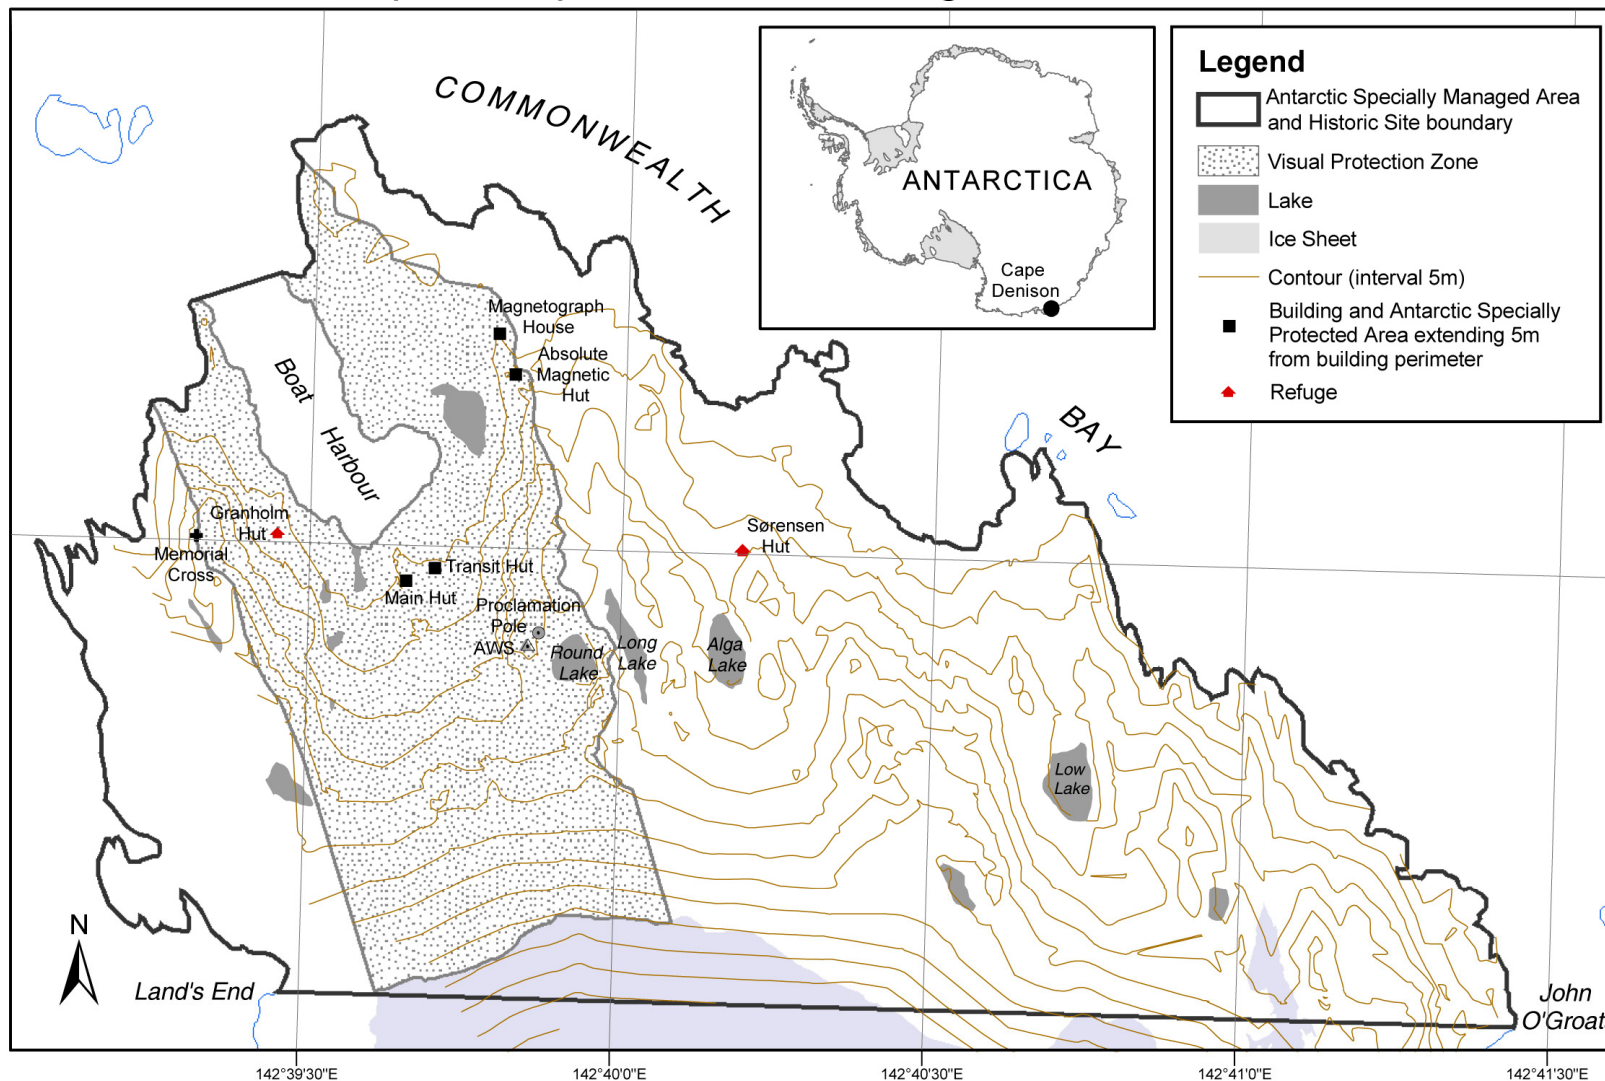 COMMONWEALTH
BAY
ANTARCTICA
Cape
Denison
Legend
Antarctic Specially Managed Area
and Historic Site boundary
Visual Protection Zone
Lake
Ice Sheet
Contour (interval 5m)
Building and Antarctic Specially
Protected Area extending 5m
from building perimeter
Refuge
Magnetograph
House
Absolute
Magnetic
Hut
Boat
Harbour
Granholm
Hut
Memorial
Cross
Transit Hut
Main Hut
Proclamation
Pole
AWS
Round
Lake
Long
Lake
Alga
Lake
Sørensen
Hut
Low
Lake
N
Land's End
John
O'Groat
142°39'30"E
142°40'0"E
142°40'30"E
142°41'0"E
142°41'30"E